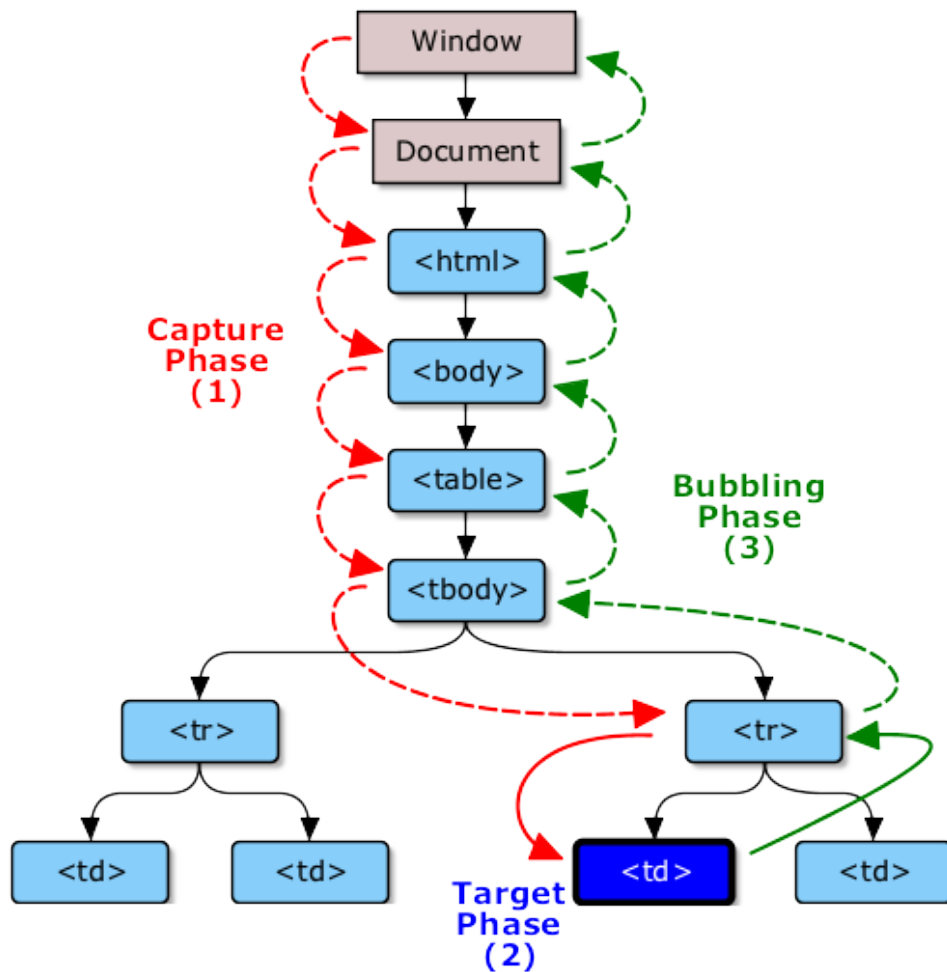 Window
Document
<html>
Capture
Phase
(1)
<body>
<table>
Bubbling
Phase
(3)
<tbody>
<tr>
<tr>
<td>
<td>
<td>
<td>
Target
Phase
(2)